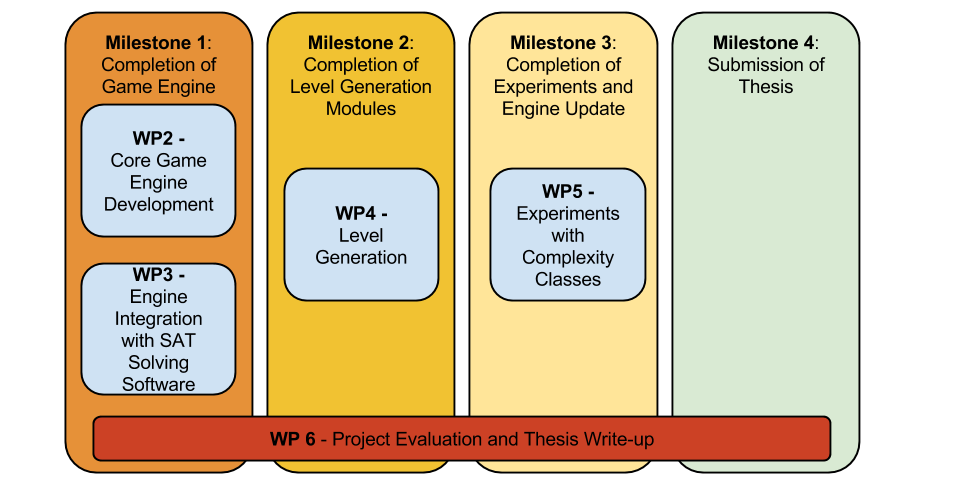 Milestone 1:
Completion of
Game Engine
WP2 -
Core Game
Engine
Development
WP3 -
Engine
Integration
with SAT
Solving
Software
Milestone 2:
Completion of
Level Generation
Modules
WP4 -
Level
Generation
Milestone 3:
Completion of
Experiments and
Engine Update
WP5 -
Experiments
with
Complexity
Classes
Milestone 4:
Submission of
Thesis
WP 6 - Project Evaluation and Thesis Write-up